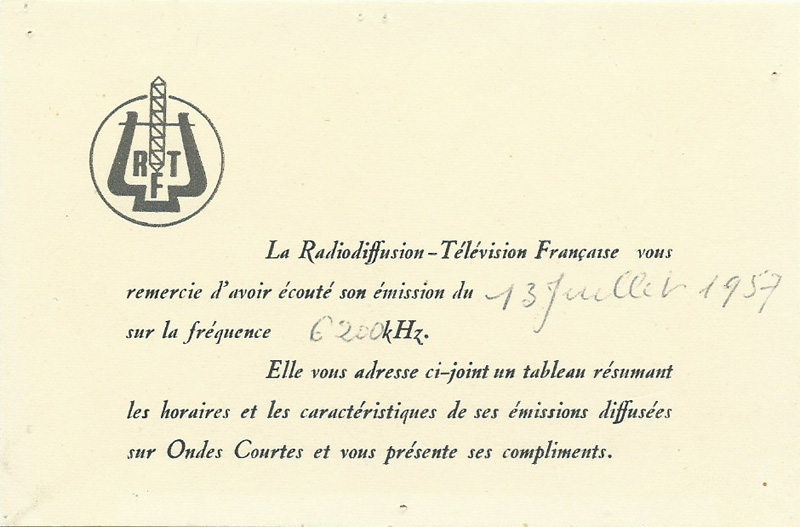 R T
F
La Radiodiffusion-Télévision Française vous
remercie d'avoir écouté son émission du 13 Juillet 1957
sur la fréquence 6200 kHz.
Elle vous adresse ci-joint un tableau résumant
les horaires et les caractéristiques de ses émissions diffusées
sur Ondes Courtes et vous présente ses compliments.